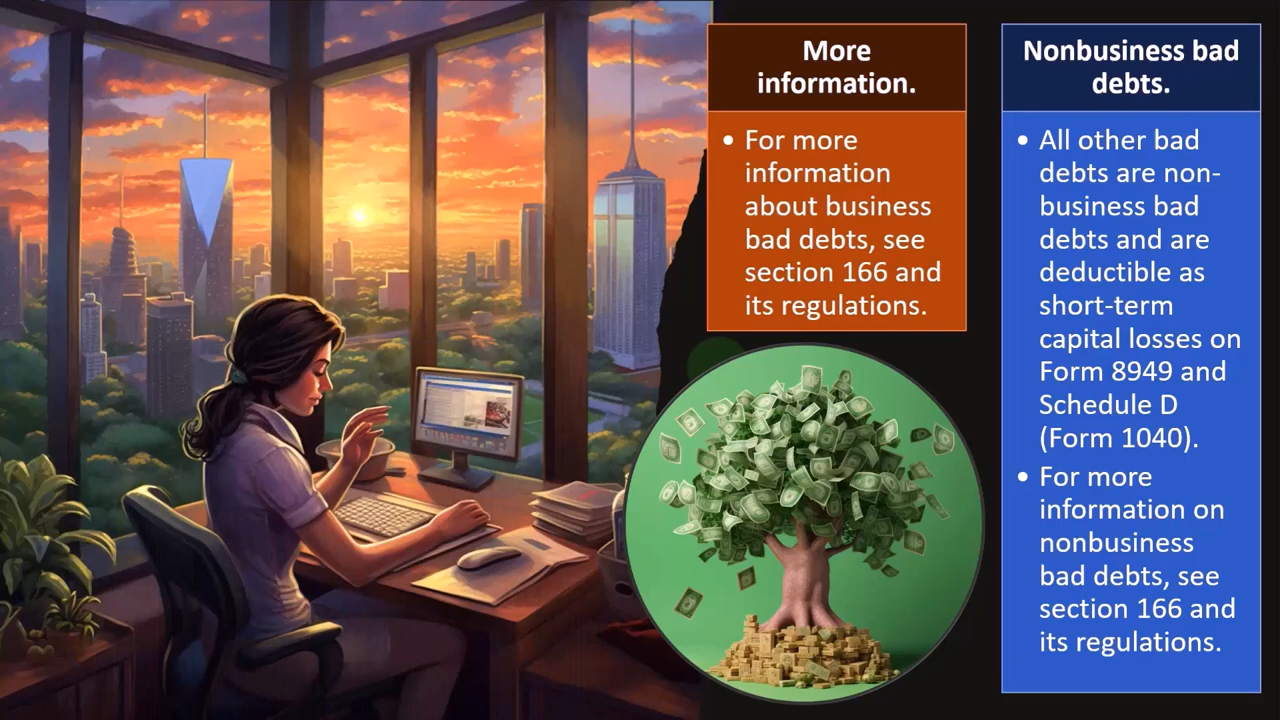 More
information.
• For more
information
about business
bad debts, see
section 166 and
its regulations.
Nonbusiness bad
debts.
• All other bad
debts are non-
business bad
debts and are
deductible as
short-term
capital losses on
Form 8949 and
Schedule D
(Form 1040).
• For more
information on
nonbusiness
bad debts, see
section 166 and
its regulations.